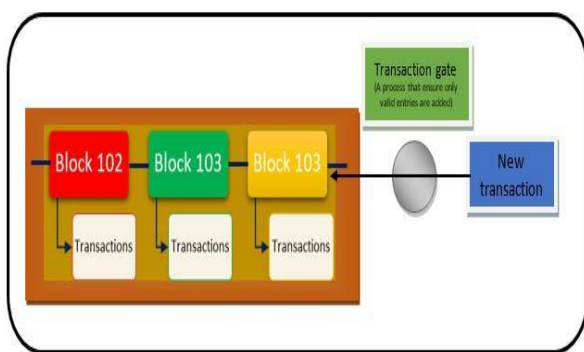 Transaction gate
(A process that ensure only
valid entries are added)
Block 102
Block 103
Block 103
New
transaction
Transactions
Transactions
Transactions